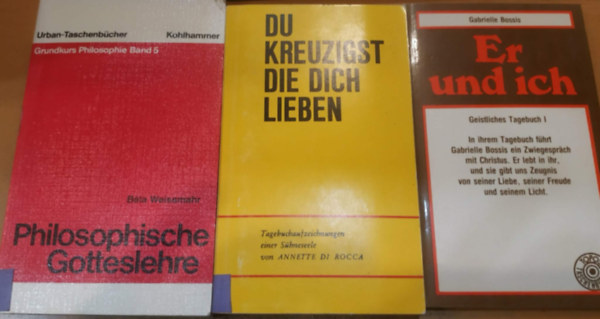 Urban-Taschenbücher Kohlhammer
Grundkurs Philosophie Band 5
Béla Weissmahr
Philosophische
Gotteslehre
DU
KREUZIGST
DIE DICH
LIEBEN
Tagebuchaufzeichnungen
einer Sühneseele
von ANNETTE DI ROCCA
Gabrielle Bossis
Er
und ich
Geistliches Tagebuch I
In ihrem Tagebuch führt
Gabrielle Bossis ein Zwiegespräch
mit Christus. Er lebt in ihr,
und sie gibt uns Zeugnis
von seiner Liebe, seiner Freude
und seinem Licht.